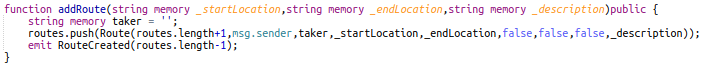 function addRoute(string memory _startLocation,string memory _endLocation,string memory _description)public {
    string memory taker = '';
    routes.push(Route(routes.length+1,msg.sender,taker,_startLocation,_endLocation,false,false,false,_description));
    emit RouteCreated(routes.length-1);
}